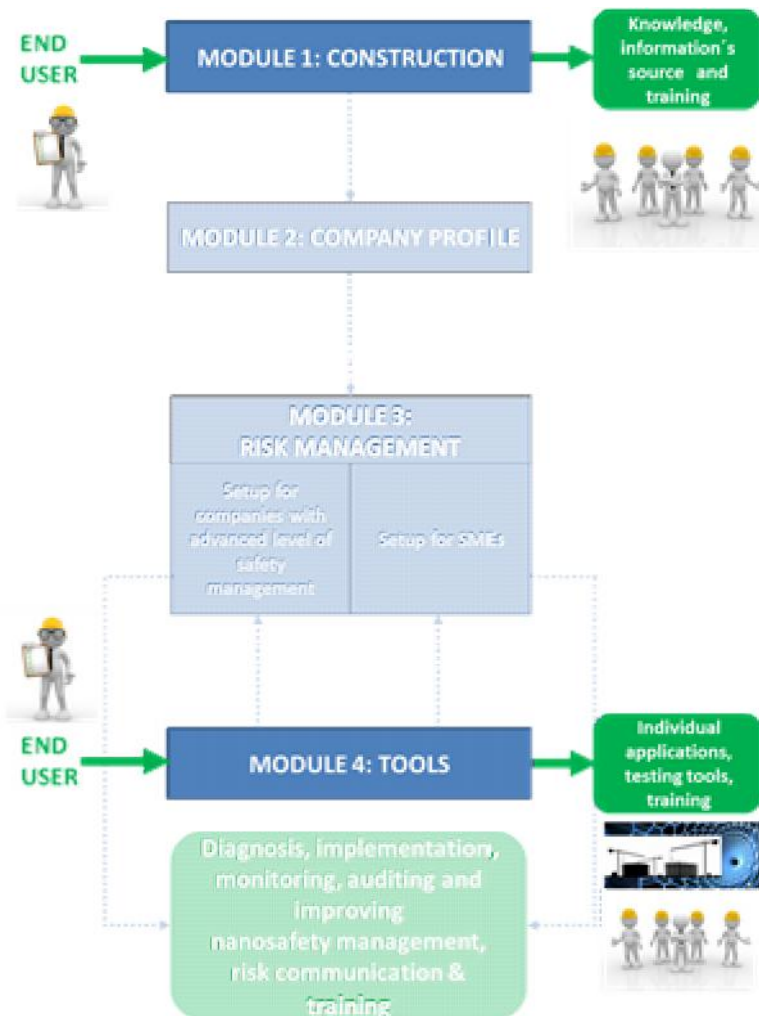 END
USER
MODULE 1: CONSTRUCTION
Knowledge,
information´s
source and
training
MODULE 2: COMPANY PROFILE
MODULE 3:
RISK MANAGEMENT
Setup for
companies with
advanced level of
safety
management
Setup for SMEs
END
USER
MODULE 4: TOOLS
Individual
applications,
testing tools,
training
Diagnosis, implementation,
monitoring, auditing and
improving
nanosafety management,
risk communication &
training